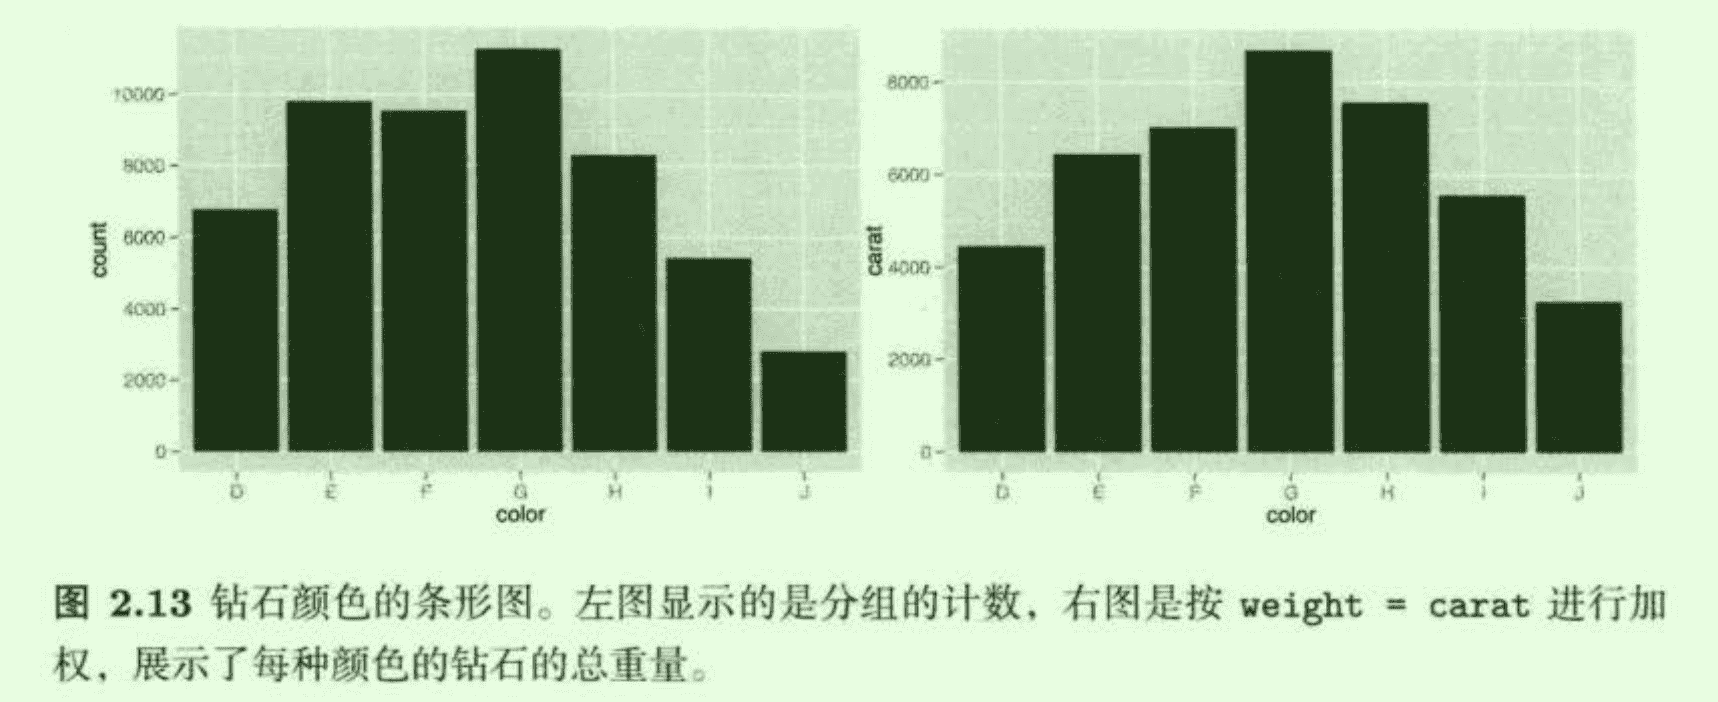 10000
8000
6000
4000
2000
0
count
D E F G H I J
color
8000
6000
4000
2000
0
carat
D E F G H I J
color
图 2.13 钻石颜色的条形图。左图显示的是分组的计数，右图是按 weight = carat 进行加
权，展示了每种颜色的钻石的总重量。